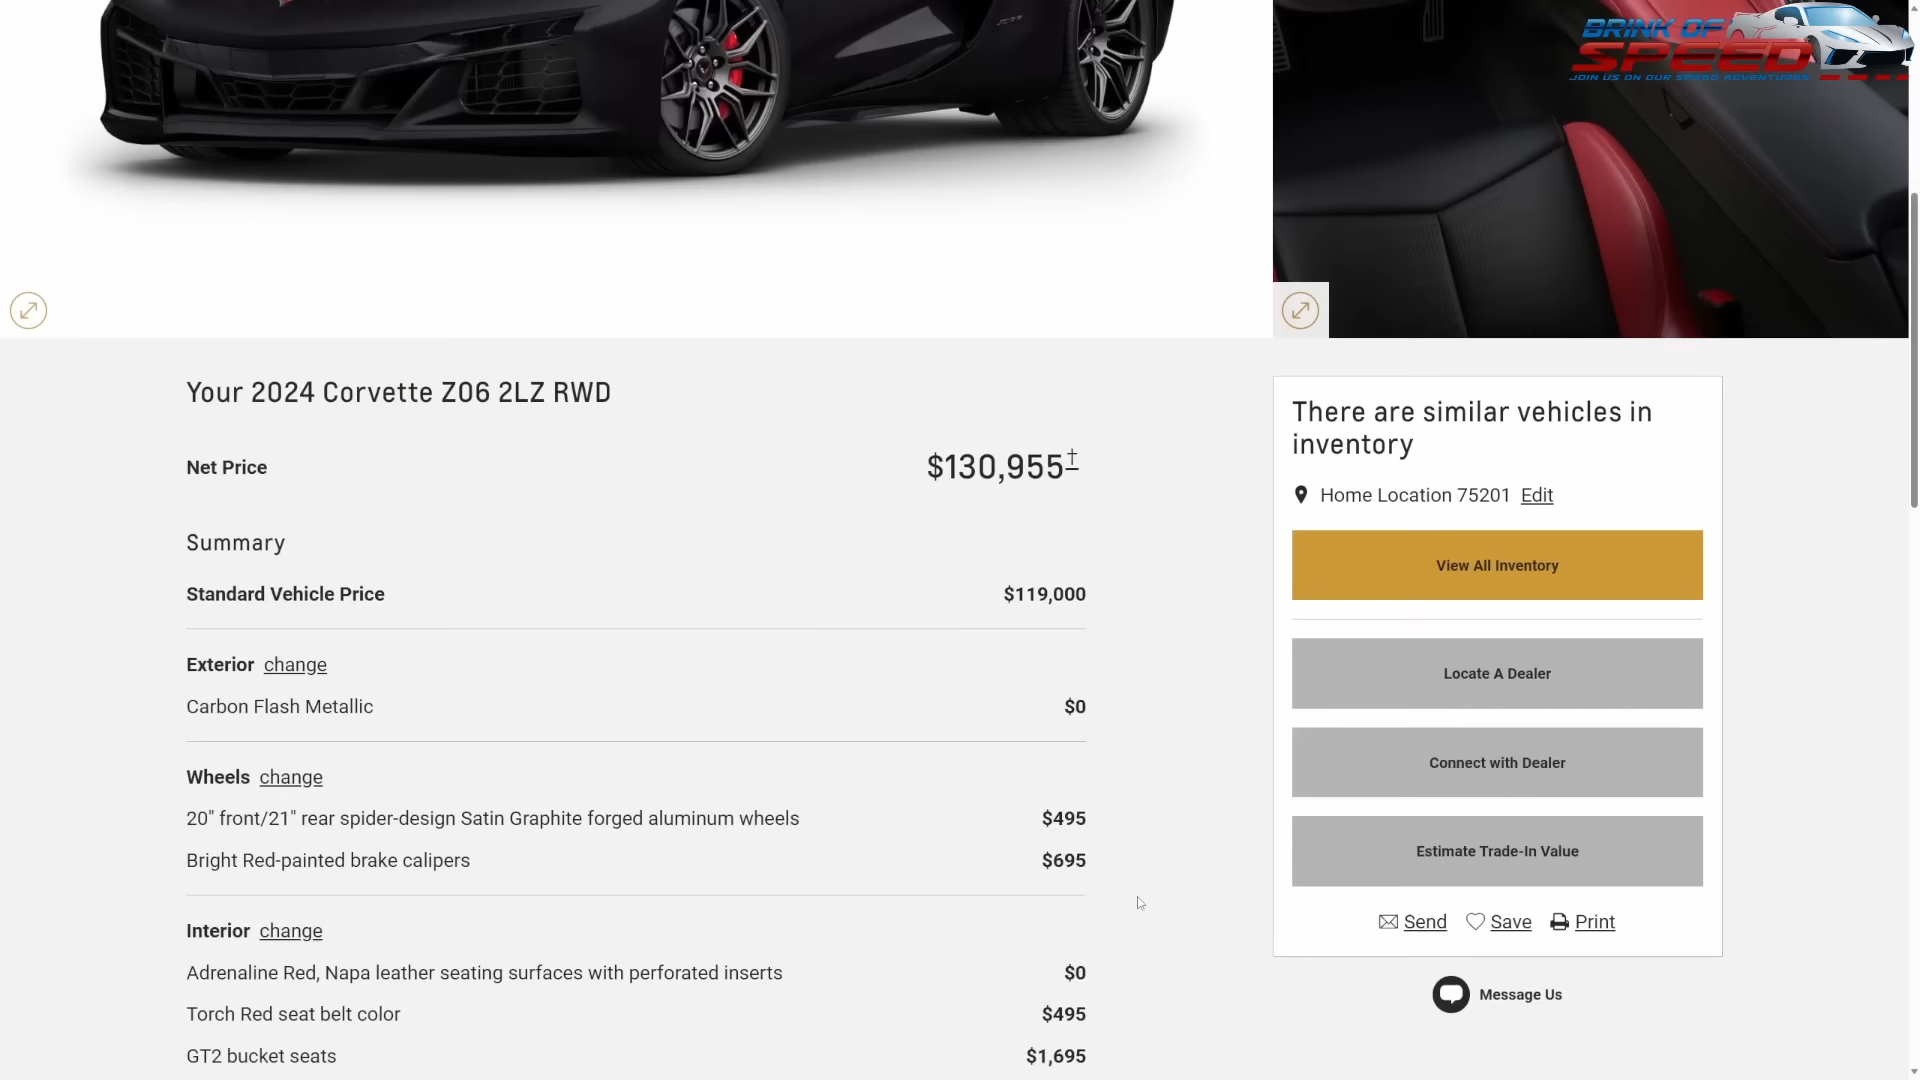 BRINK OF
SPEED
JOIN US ON OUR SPEED ADVENTURES
Your 2024 Corvette Z06 2LZ RWD
Net Price
$130,955†
Summary
Standard Vehicle Price
$119,000
Exterior change
Carbon Flash Metallic
$0
Wheels change
20" front/21" rear spider-design Satin Graphite forged aluminum wheels
$495
Bright Red-painted brake calipers
$695
Interior change
Adrenaline Red, Napa leather seating surfaces with perforated inserts
$0
Torch Red seat belt color
$495
GT2 bucket seats
$1,695
There are similar vehicles in
inventory
Home Location 75201 Edit
View All Inventory
Locate A Dealer
Connect with Dealer
Estimate Trade-In Value
Send Save Print
Message Us